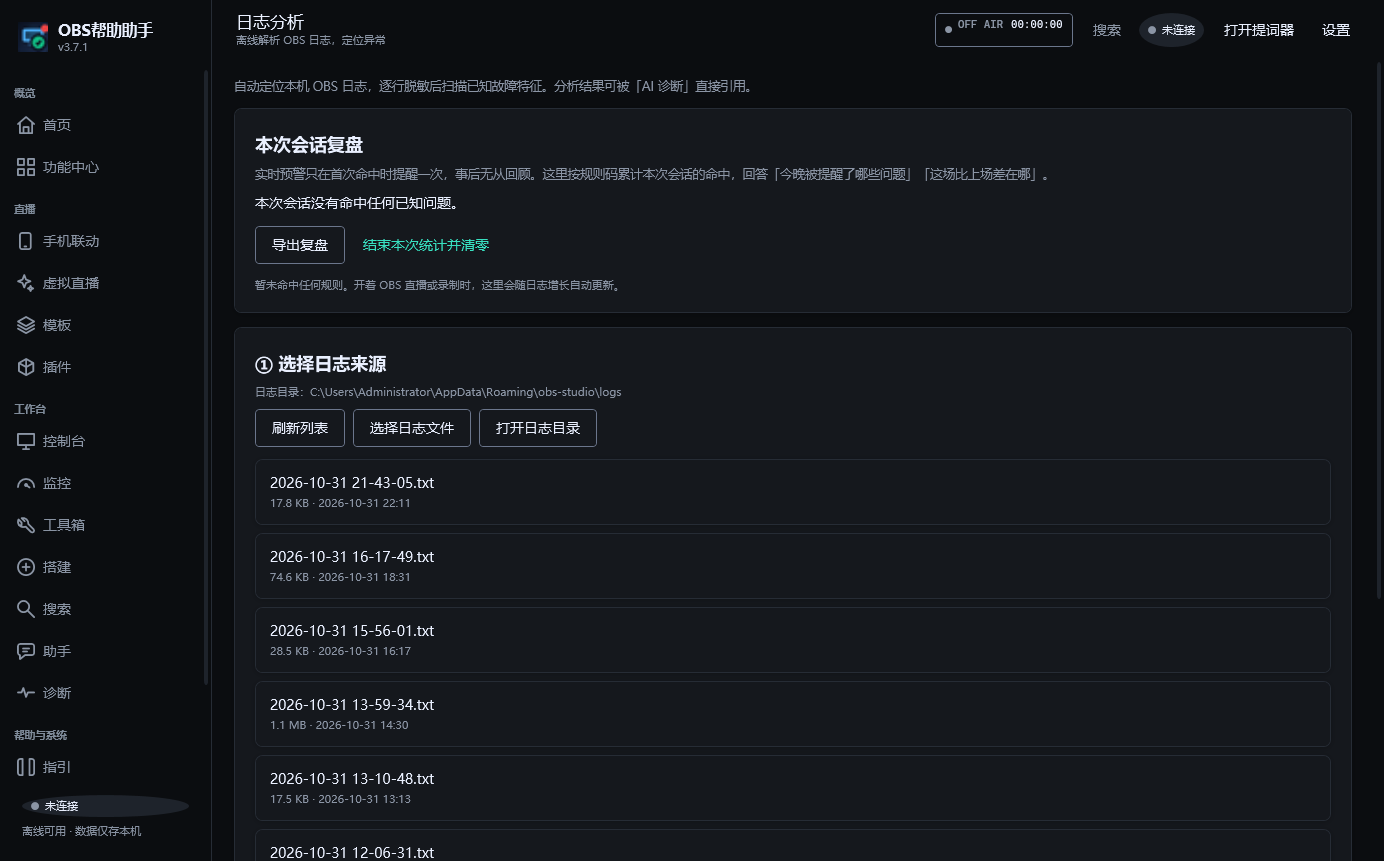 OBS帮助助手
v3.7.1
概览
首页
功能中心
直播
手机联动
虚拟直播
模板
插件
工作台
控制台
监控
工具箱
搭建
搜索
助手
诊断
帮助与系统
指引
未连接
离线可用 · 数据仅存本机
日志分析
离线解析 OBS 日志，定位异常
OFF AIR 00:00:00
搜索
未连接
打开提词器
设置
自动定位本机 OBS 日志，逐行脱敏后扫描已知故障特征。分析结果可被「AI 诊断」直接引用。
本次会话复盘
实时预警只在首次命中时提醒一次，事后无从回顾。这里按规则码累计本次会话的命中，回答「今晚被提醒了哪些问题」「这场比上场差在哪」。
本次会话没有命中任何已知问题。
导出复盘
结束本次统计并清零
暂未命中任何规则。开着 OBS 直播或录制时，这里会随日志增长自动更新。
① 选择日志来源
日志目录：C:\Users\Administrator\AppData\Roaming\obs-studio\logs
刷新列表
选择日志文件
打开日志目录
2026-10-31 21-43-05.txt
17.8 KB · 2026-10-31 22:11
2026-10-31 16-17-49.txt
74.6 KB · 2026-10-31 18:31
2026-10-31 15-56-01.txt
28.5 KB · 2026-10-31 16:17
2026-10-31 13-59-34.txt
1.1 MB · 2026-10-31 14:30
2026-10-31 13-10-48.txt
17.5 KB · 2026-10-31 13:13
2026-10-31 12-06-31.txt